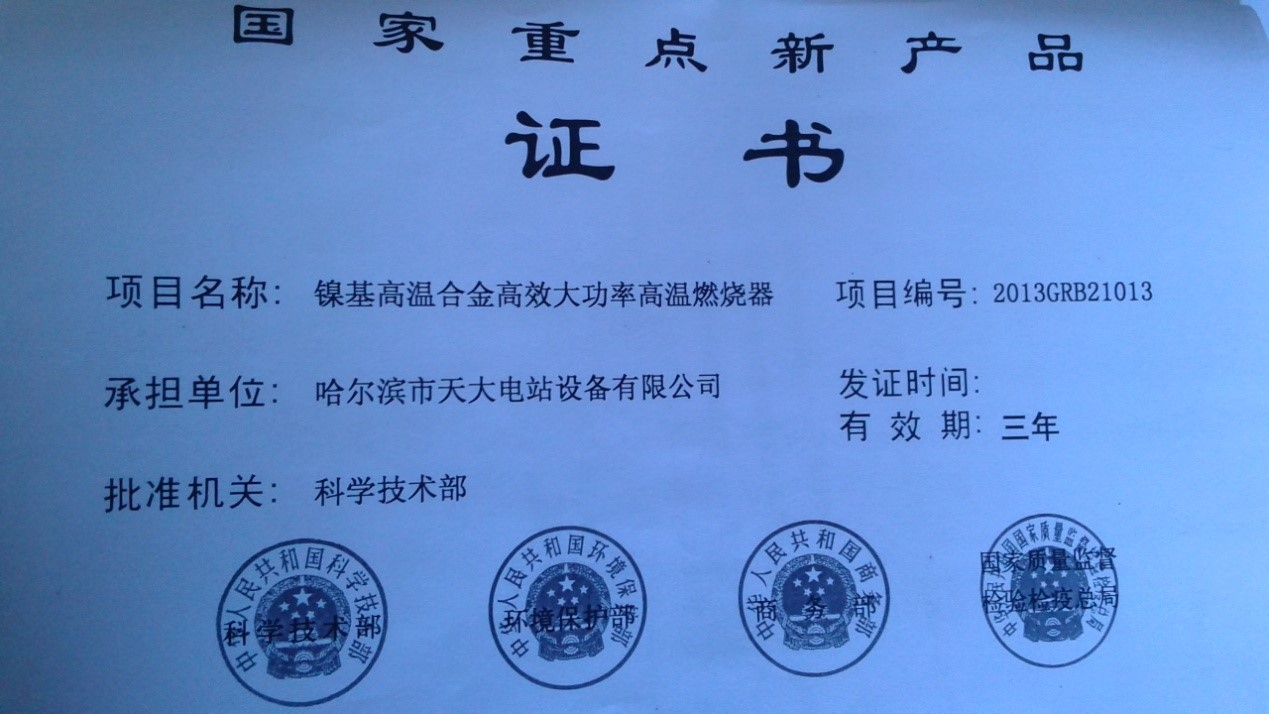 国家重点新产品
证书
项目名称: 镍基高温合金高效大功率高温燃烧器
项目编号: 2013GRB21013
承担单位: 哈尔滨市天大电站设备有限公司
发证时间:
有效期: 三年
批准机关: 科学技术部
中华人民共和国科学技术部
科学技术部
中华人民共和国环境保护部
环境保护部
中华人民共和国商务部
商务部
国家质量监督
检验检疫总局